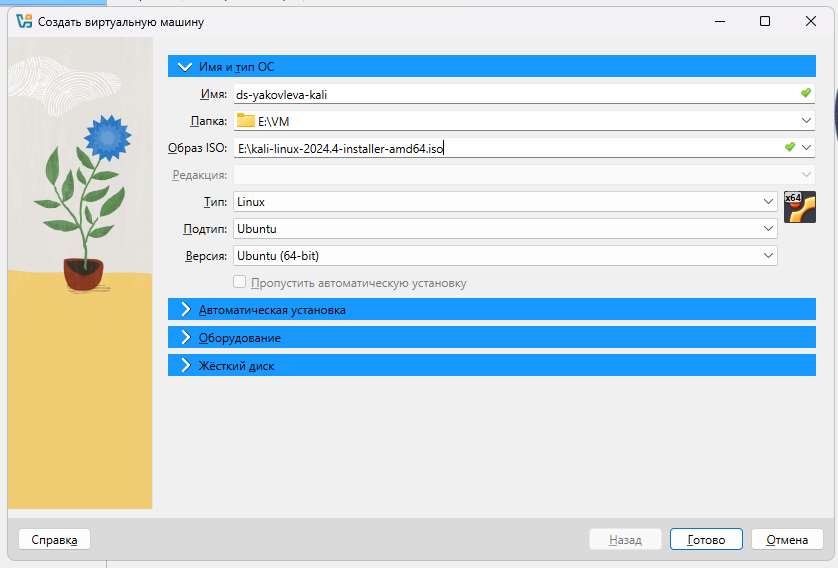 Создать виртуальную машину
Имя и тип ОС
Имя: ds-yakovleva-kali
Папка: E:\VM
Образ ISO: E:\kali-linux-2024.4-installer-amd64.iso
Редакция:
Тип: Linux
x64
Подтип: Ubuntu
Версия: Ubuntu (64-bit)
Пропустить автоматическую установку
Автоматическая установка
Оборудование
Жёсткий диск
Справка Назад Готово Отмена